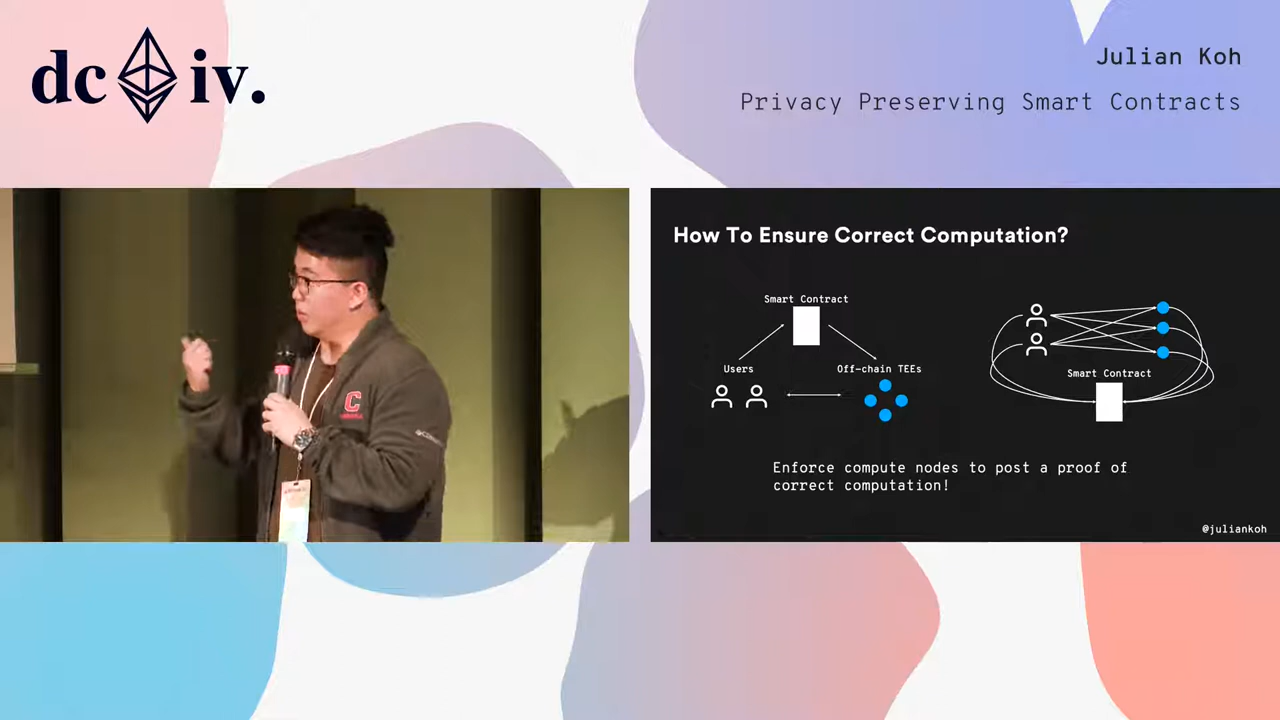 dc iv.
Julian Koh
Privacy Preserving Smart Contracts
C
How To Ensure Correct Computation?
Smart Contract
Users
Off-chain TEEs
Smart Contract
Enforce compute nodes to post a proof of
correct computation!
@juliankoh